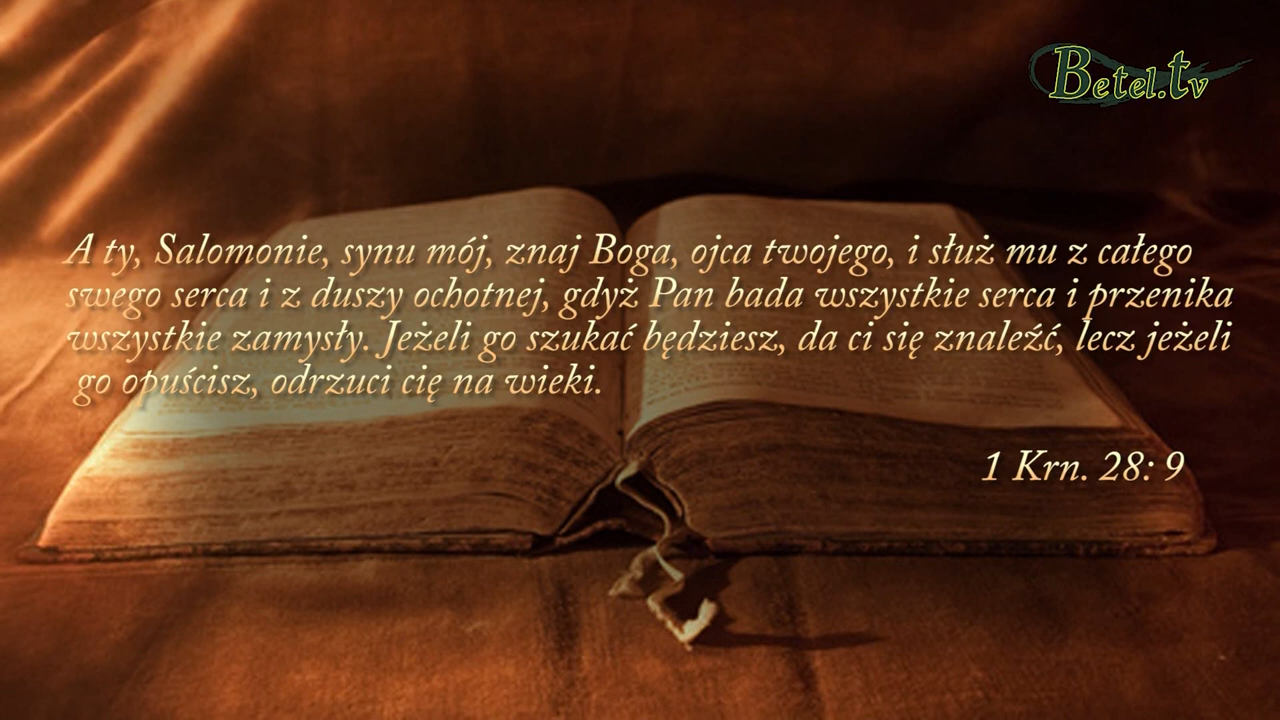 Betel.tv
A ty, Salomonie, synu mój, znaj Boga, ojca twojego, i służ mu z całego
swego serca i z duszy ochotnej, gdyż Pan bada wszystkie serca i przenika
wszystkie zamysły. Jeżeli go szukać będziesz, da ci się znaleźć, lecz jeżeli
go opuścisz, odrzuci cię na wieki.
1 Krn. 28: 9